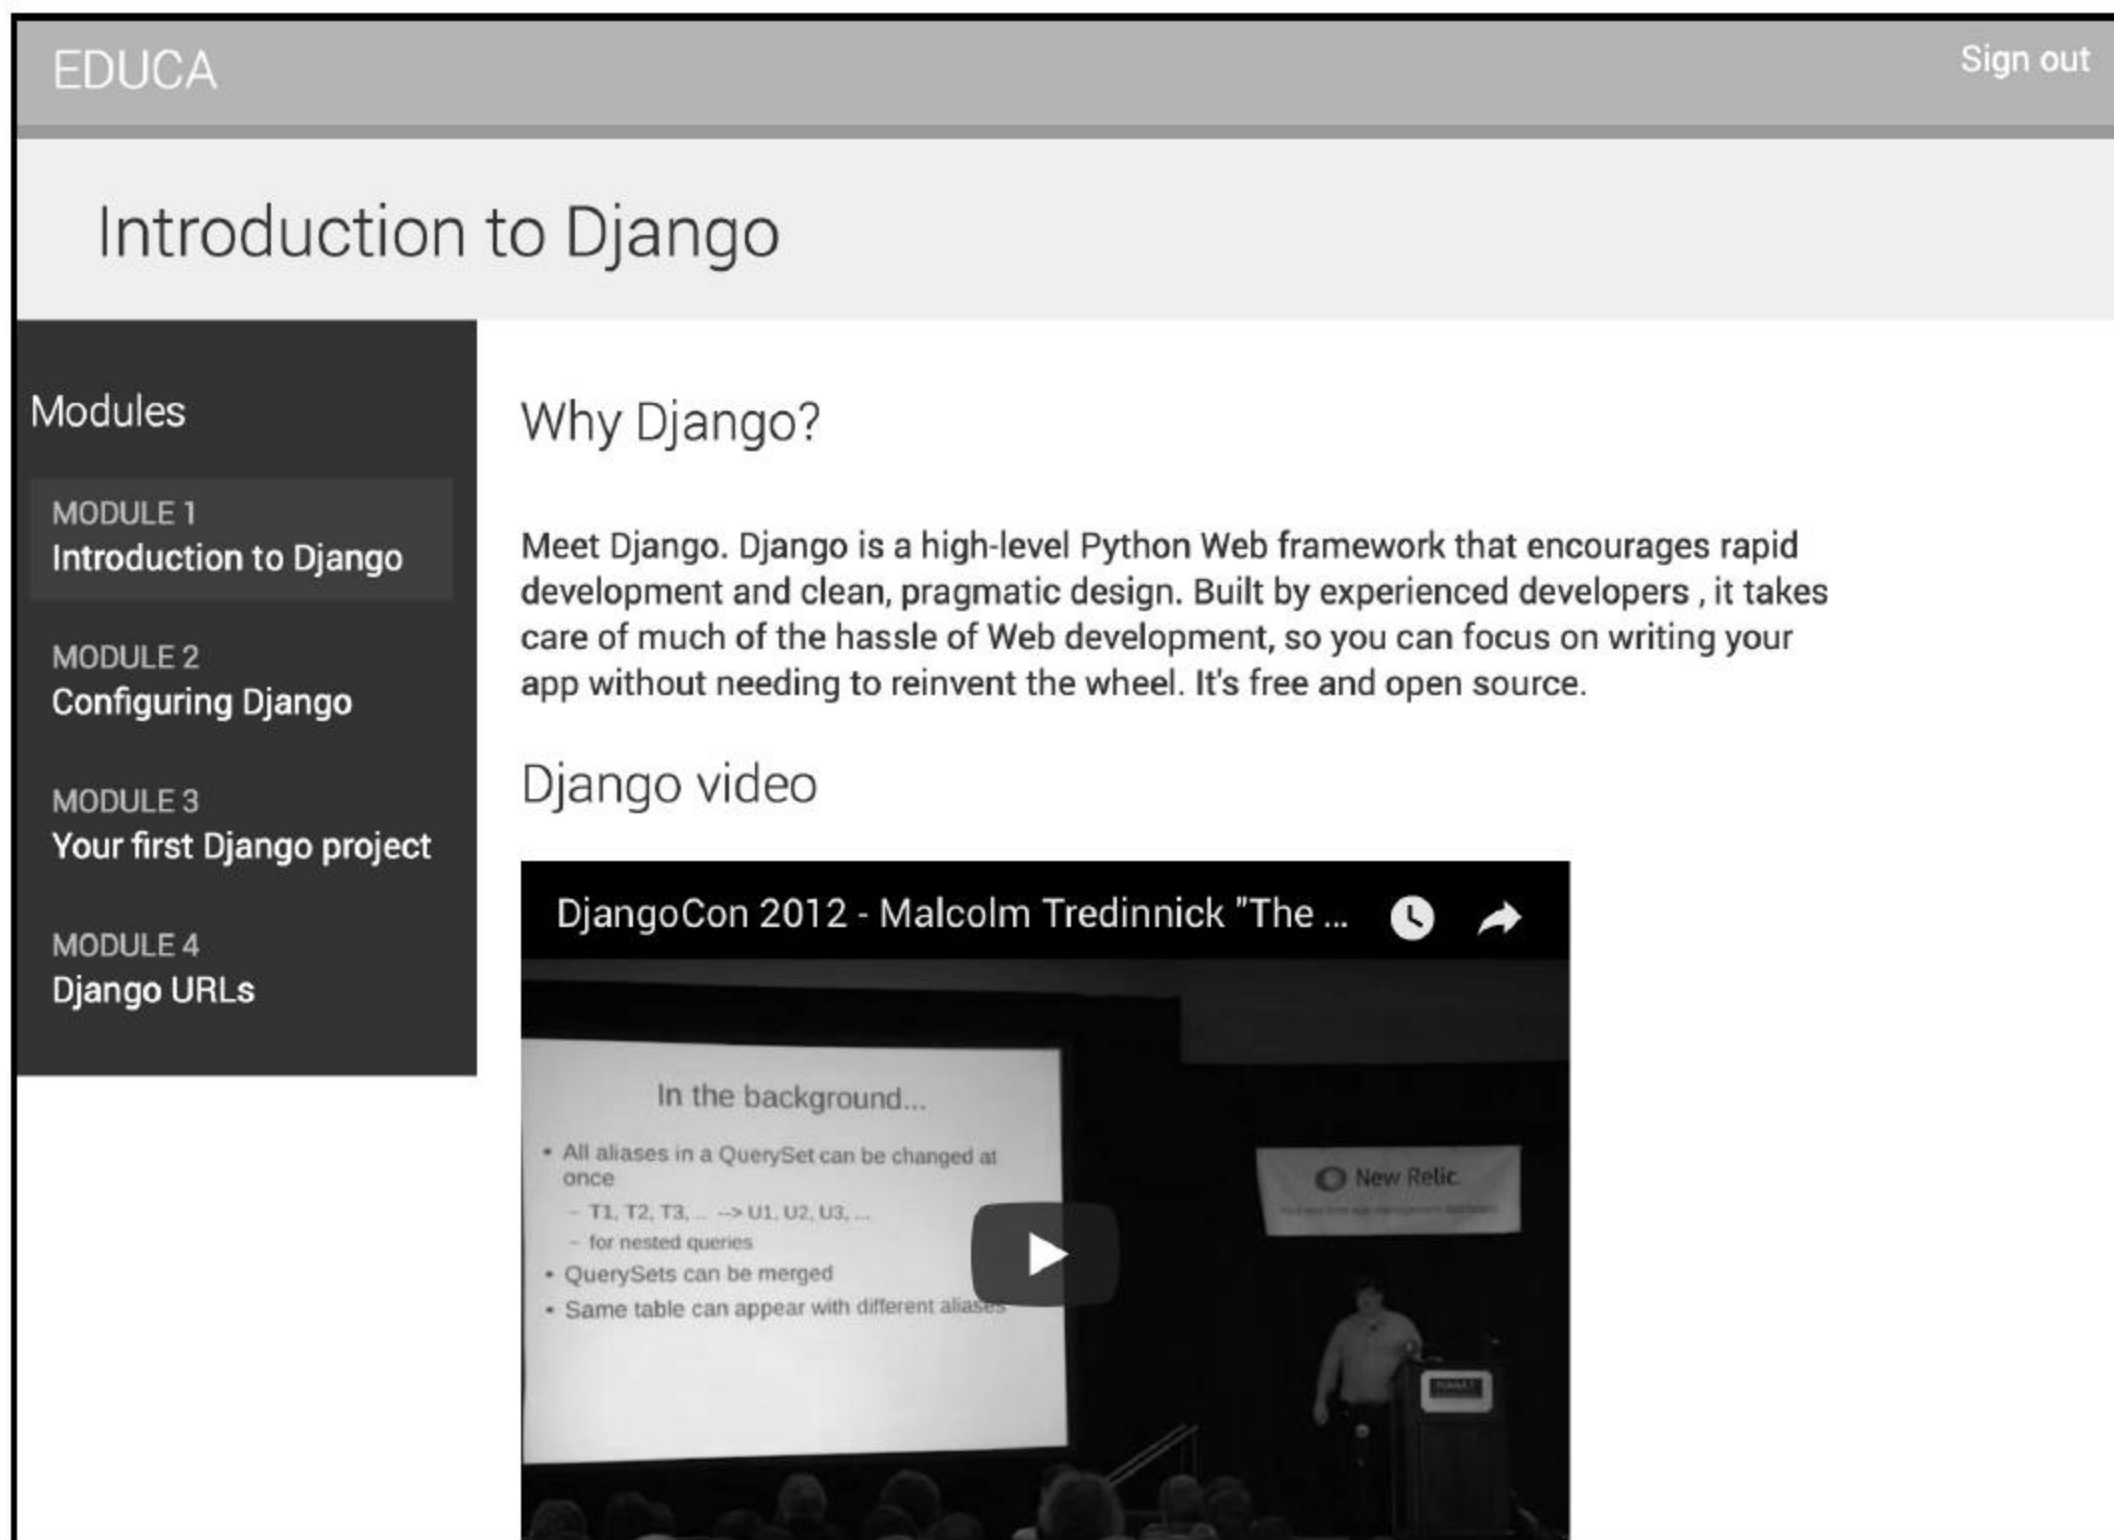 EDUCA
Sign out
Introduction to Django
Modules
MODULE 1
Introduction to Django
MODULE 2
Configuring Django
MODULE 3
Your first Django project
MODULE 4
Django URLs
Why Django?
Meet Django. Django is a high-level Python Web framework that encourages rapid
development and clean, pragmatic design. Built by experienced developers , it takes
care of much of the hassle of Web development, so you can focus on writing your
app without needing to reinvent the wheel. It's free and open source.
Django video
DjangoCon 2012 - Malcolm Tredinnick "The ...
In the background...
• All aliases in a QuerySet can be changed at
once
– T1, T2, T3, ... --> U1, U2, U3, ...
– for nested queries
• QuerySets can be merged
• Same table can appear with different aliases
New Relic.